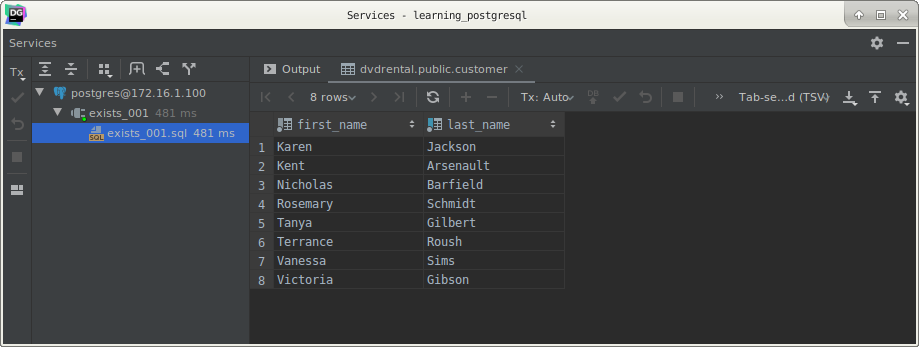 DG
Services - learning_postgresql
Services
Tx
postgres@172.16.1.100
exists_001 481 ms
SQL exists_001.sql 481 ms
Output dvdrental.public.customer
8 rows Tx: Auto DB Tab-se...d (TSV)
first_name last_name
1 Karen Jackson
2 Kent Arsenault
3 Nicholas Barfield
4 Rosemary Schmidt
5 Tanya Gilbert
6 Terrance Roush
7 Vanessa Sims
8 Victoria Gibson